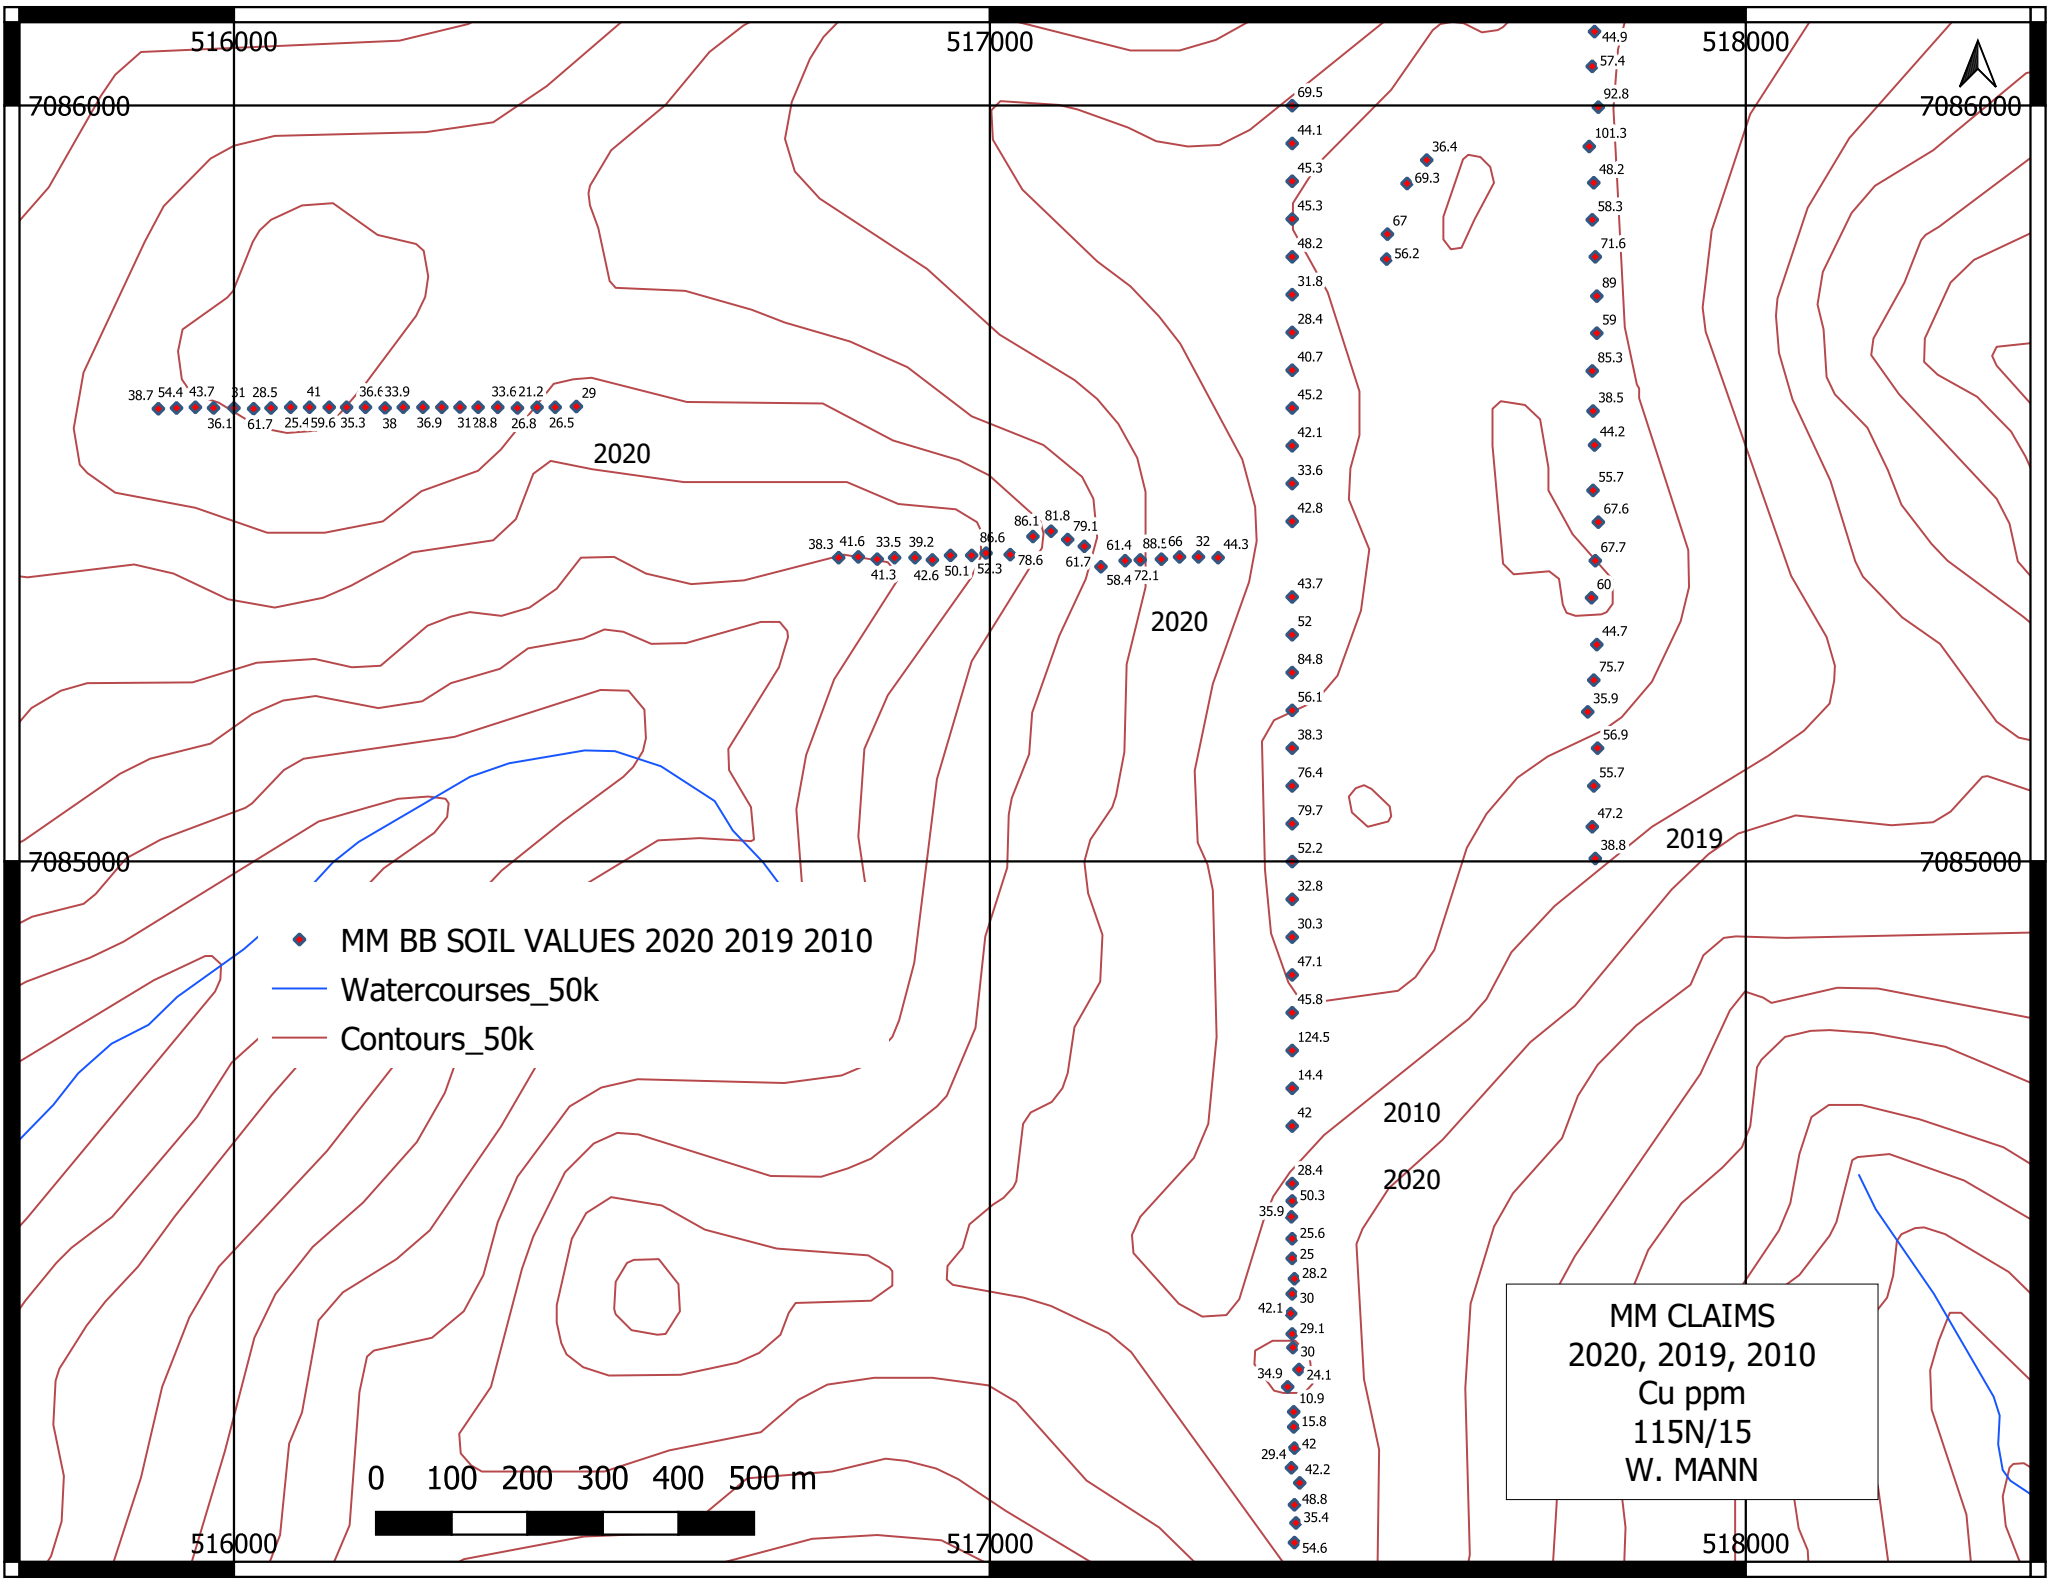 516000 517000 518000
44.9
57.4
7086000 69.5 92.8 7086000
44.1 101.3
36.4
45.3 69.3 48.2
45.3 67 58.3
48.2 56.2 71.6
31.8 89
28.4 59
40.7 85.3
38.7 54.4 43.7 31 28.5 41 36.6 33.9 33.6 21.2 29
45.2 38.5
36.1 61.7 25.4 59.6 35.3 38 36.9 31 28.8 26.8 26.5
42.1 44.2
2020
33.6 55.7
42.8 67.6
86.1 81.8 79.1
38.3 41.6 33.5 39.2 86.6 61.4 88.5 66 32 44.3
67.7
41.3 42.6 50.1 52.3 78.6 61.7 58.4 72.1
43.7 60
2020
52 44.7
84.8 75.7
56.1 35.9
38.3 56.9
76.4 55.7
79.7 47.2
2019
7085000 52.2 38.8 7085000
32.8
30.3
MM BB SOIL VALUES 2020 2019 2010
47.1
Watercourses_50k
45.8
Contours_50k
124.5
14.4
42
2010
28.4
2020
50.3
35.9
25.6
25
28.2
30
42.1
29.1
30
34.9 24.1
10.9
15.8
42
29.4
42.2
48.8
35.4
54.6
MM CLAIMS
2020, 2019, 2010
Cu ppm
115N/15
W. MANN
0 100 200 300 400 500 m
516000 517000 518000